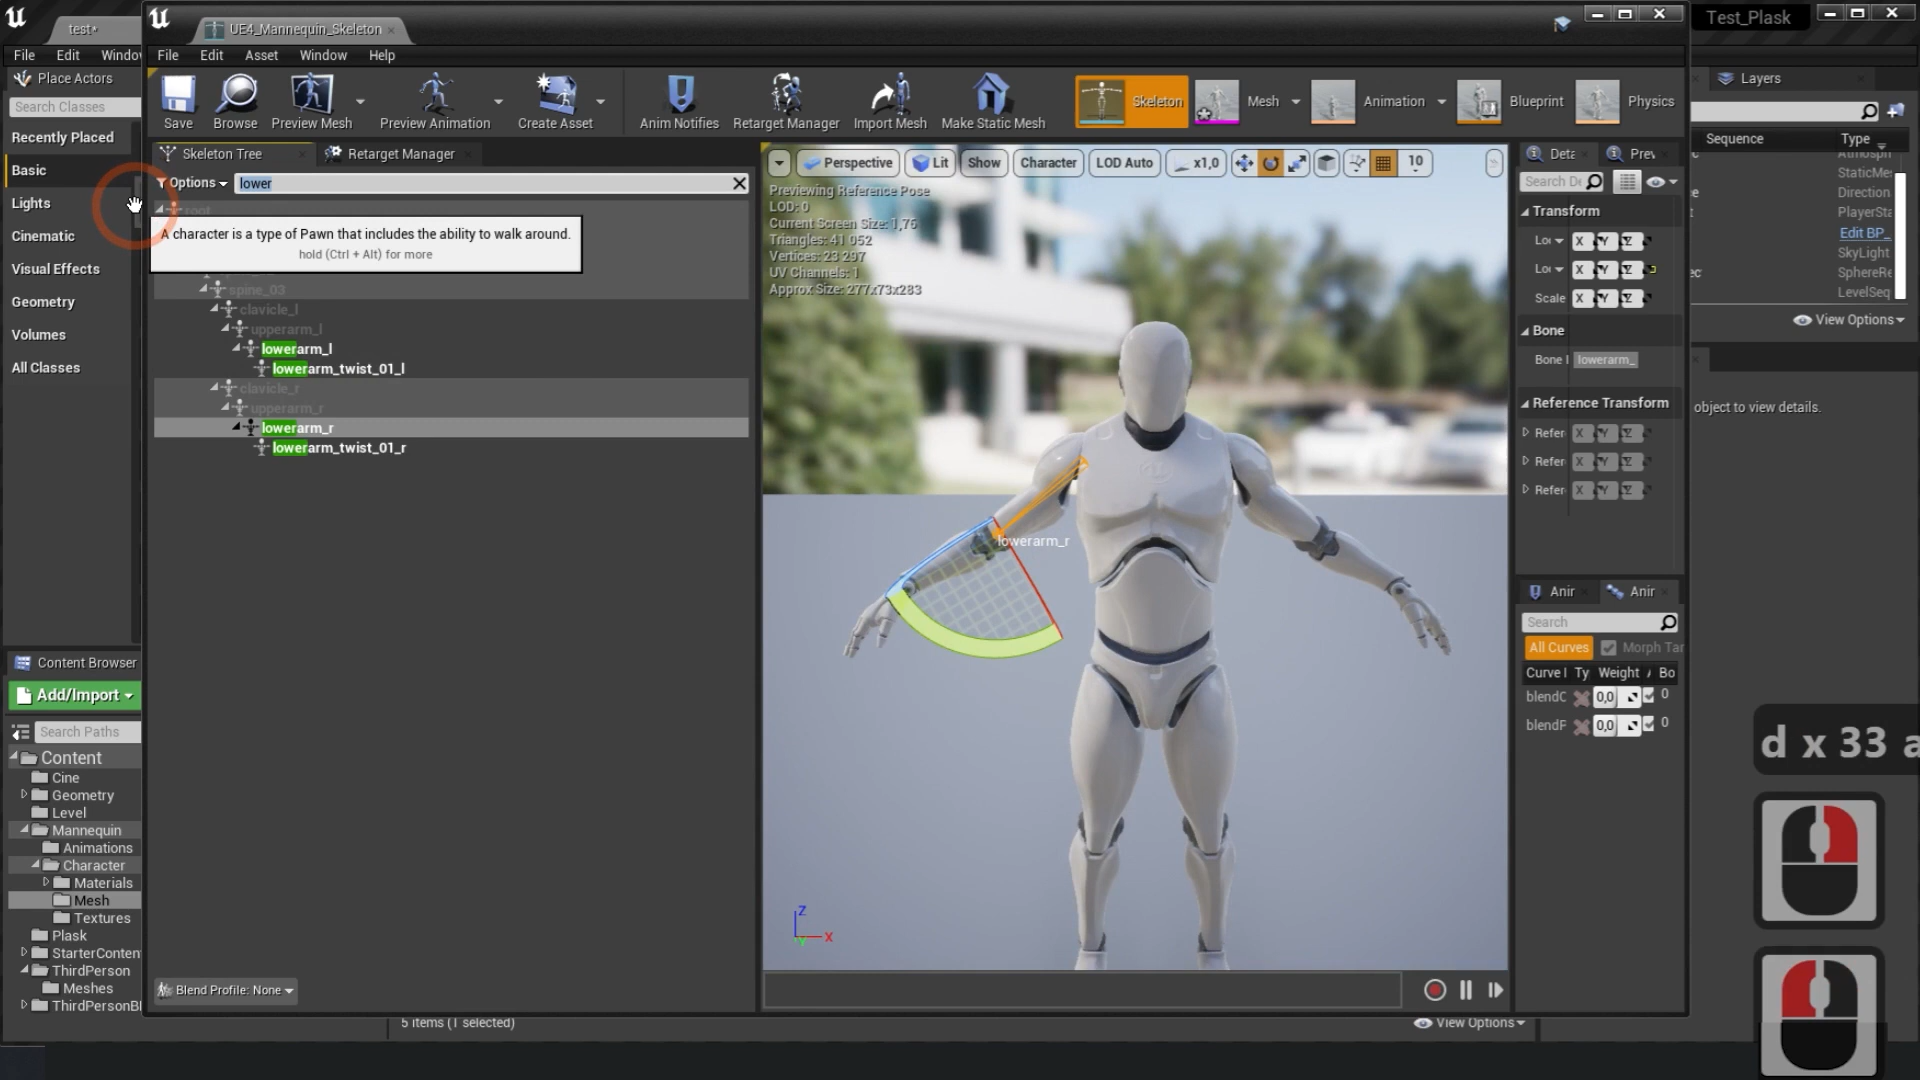 test*
UE4_Mannequin_Skeleton
Test_Plask
File Edit Window
File Edit Asset Window Help
Place Actors
Search Classes
Recently Placed
Basic
Lights
Cinematic
Visual Effects
Geometry
Volumes
All Classes
Save
Browse
Preview Mesh
Preview Animation
Create Asset
Anim Notifies
Retarget Manager
Import Mesh
Make Static Mesh
Skeleton
Mesh
Animation
Blueprint
Physics
Skeleton Tree
Retarget Manager
Options
lower
root
A character is a type of Pawn that includes the ability to walk around.
hold (Ctrl + Alt) for more
spine_03
clavicle_l
upperarm_l
lowerarm_l
lowerarm_twist_01_l
clavicle_r
upperarm_r
lowerarm_r
lowerarm_twist_01_r
Blend Profile: None
Perspective
Lit
Show
Character
LOD Auto
x1,0
10
Previewing Reference Pose
LOD: 0
Current Screen Size: 1,76
Triangles: 41 052
Vertices: 23 297
UV Channels: 1
Approx Size: 277x73x283
lowerarm_r
Z
X
Y
Deta
Prev
Search De
Transform
Lo X Y Z
Lo X Y Z
Scale X Y Z
Bone
Bone lowerarm_
Reference Transform
Refer X Y Z
Refer X Y Z
Refer X Y Z
Anir
Anir
Search
All Curves
Morph Tar
Curve Ty Weight Bo
blendC 0,0 0
blendF 0,0 0
Layers
Sequence
Type
StaticMe
Direction
PlayerSta
Edit BP_
SkyLight
SphereRe
LevelSeq
View Options
object to view details.
Content Browser
Add/Import
Search Paths
Content
Cine
Geometry
Level
Mannequin
Animations
Character
Materials
Mesh
Textures
Plask
StarterConten
ThirdPerson
Meshes
ThirdPersonBl
5 items (1 selected)
View Options
d x 33 a